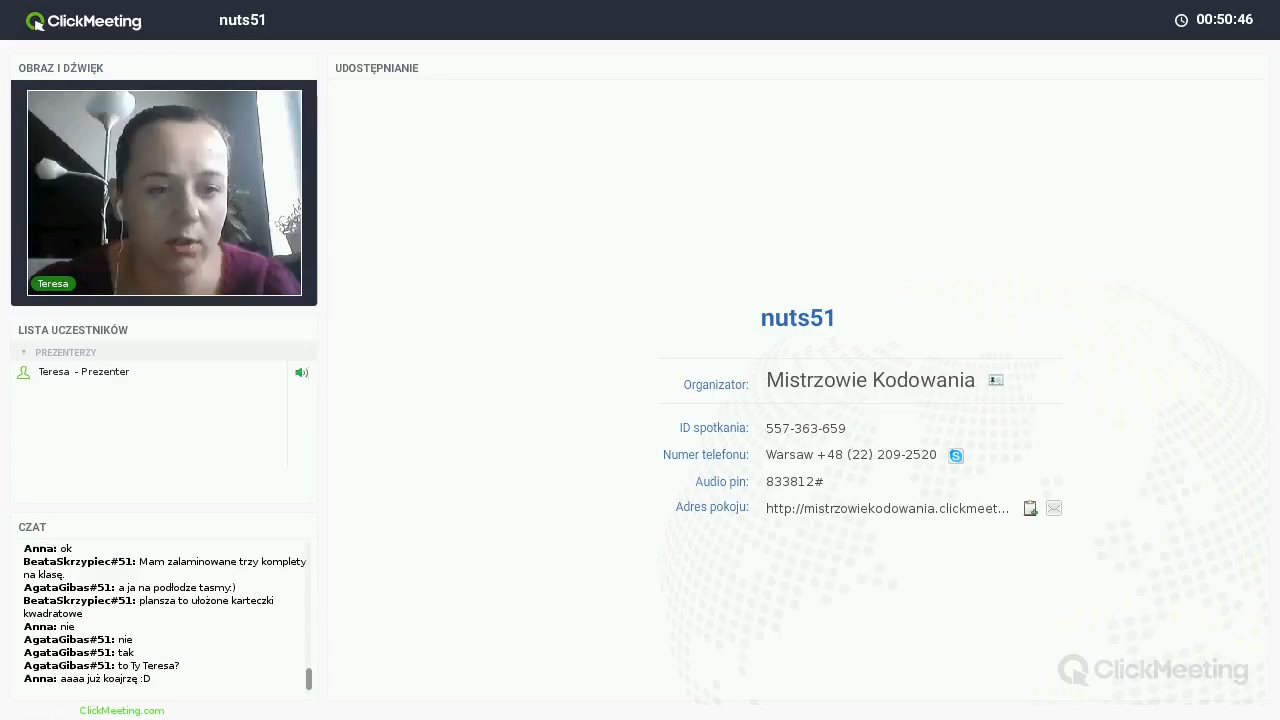 ClickMeeting
nuts51
00:50:46
OBRAZ I DŹWIĘK
Teresa
LISTA UCZESTNIKÓW
PREZENTERZY
Teresa - Prezenter
CZAT
Anna: ok
BeataSkrzypiec#51: Mam zalaminowane trzy komplety
na klasę.
AgataGibas#51: a ja na podłodze tasmy:)
BeataSkrzypiec#51: plansza to ułożone karteczki
kwadratowe
Anna: nie
AgataGibas#51: nie
AgataGibas#51: tak
AgataGibas#51: to Ty Teresa?
Anna: aaaa już koajrzę :D
ClickMeeting.com
UDOSTĘPNIANIE
nuts51
Organizator: Mistrzowie Kodowania
ID spotkania: 557-363-659
Numer telefonu: Warsaw +48 (22) 209-2520
Audio pin: 833812#
Adres pokoju: http://mistrzowiekodowania.clickmeet...
ClickMeeting